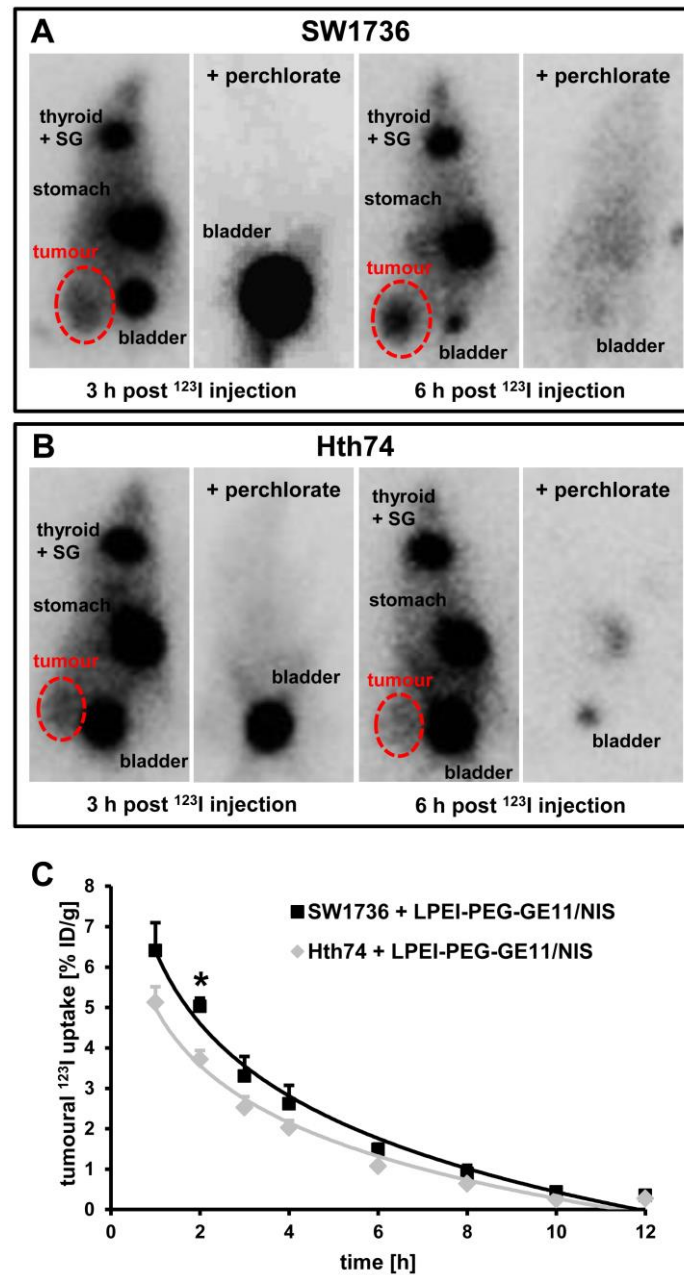 A
SW1736
+ perchlorate
+ perchlorate
thyroid
+ SG
stomach
tumour
bladder
bladder
thyroid
+ SG
stomach
tumour
bladder
bladder
3 h post ¹²³I injection
6 h post ¹²³I injection
B
Hth74
+ perchlorate
+ perchlorate
thyroid
+ SG
stomach
tumour
bladder
bladder
thyroid
+ SG
stomach
tumour
bladder
bladder
3 h post ¹²³I injection
6 h post ¹²³I injection
C
tumoural ¹²³I uptake [% ID/g]
8
7
6
5
4
3
2
1
0
*
SW1736 + LPEI-PEG-GE11/NIS
Hth74 + LPEI-PEG-GE11/NIS
0 2 4 6 8 10 12
time [h]